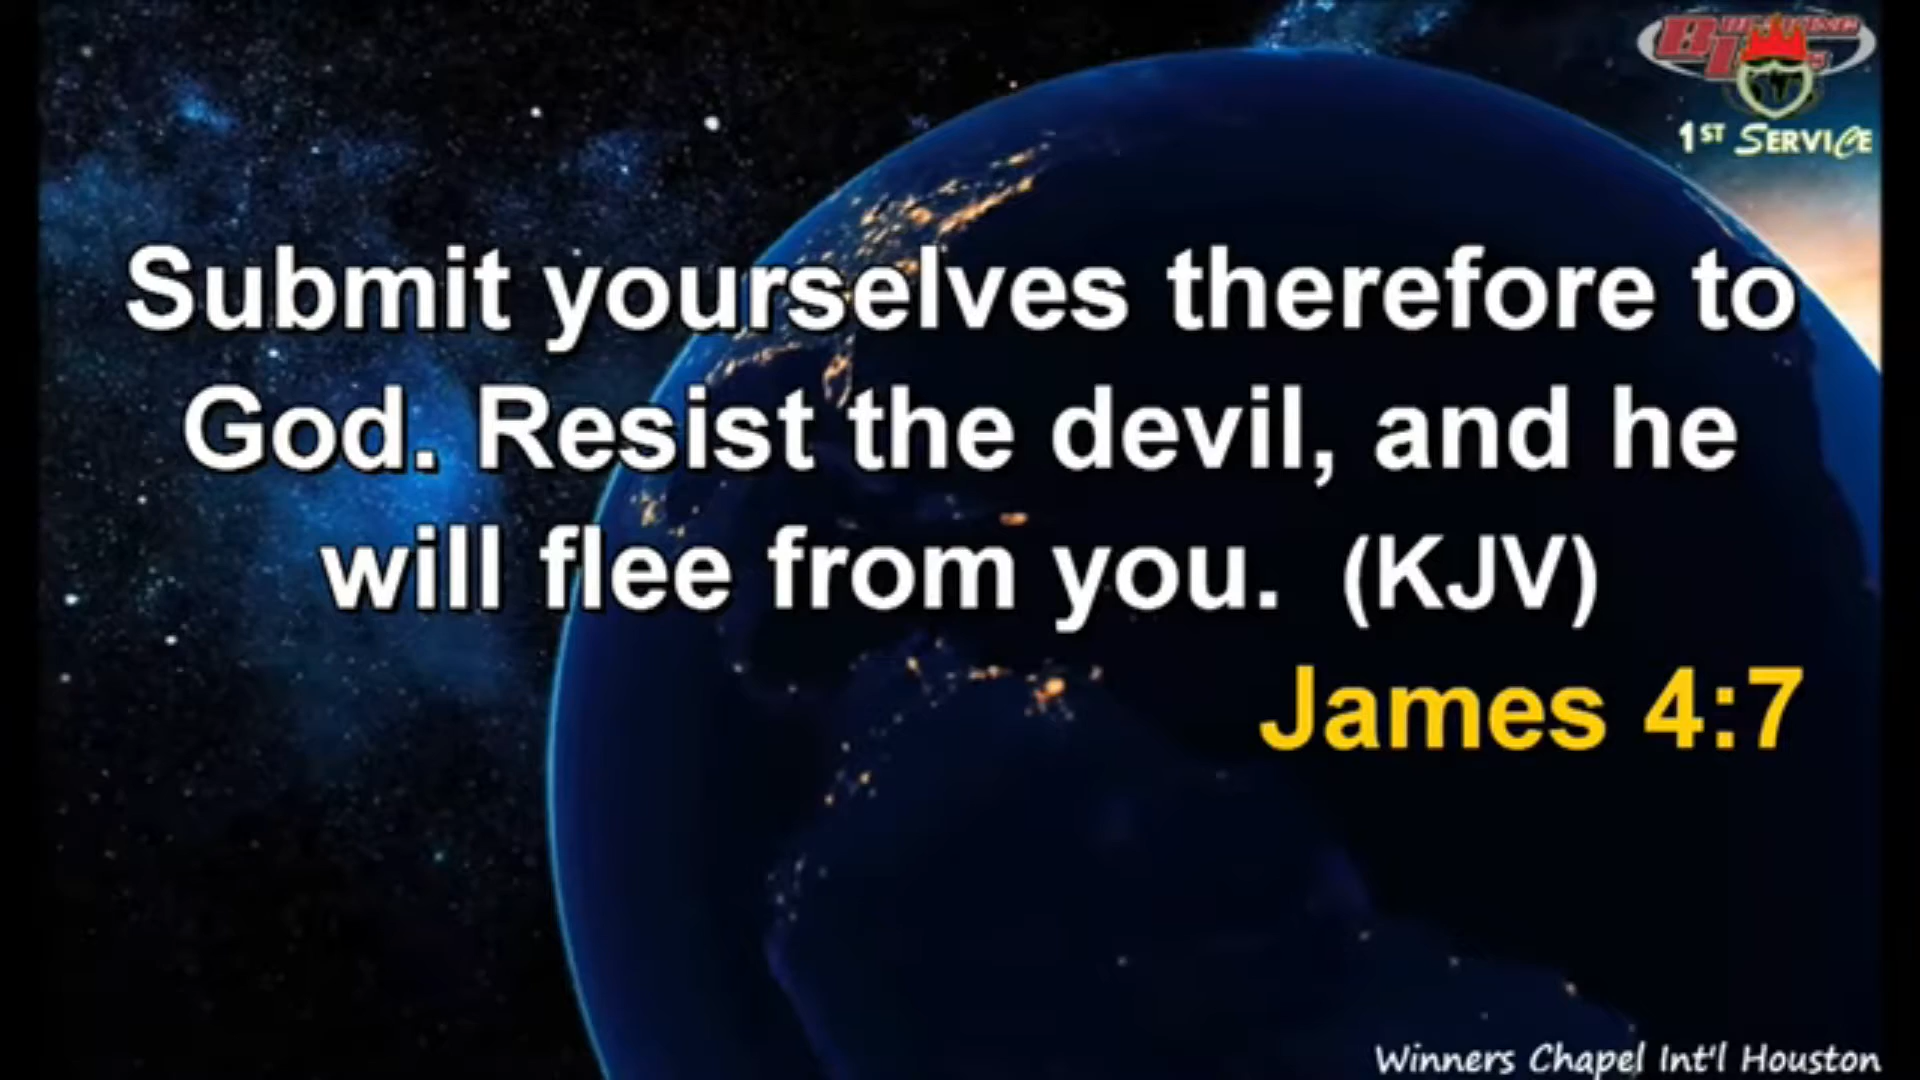 1ST SERVICE
Submit yourselves therefore to
God. Resist the devil, and he
will flee from you. (KJV)
James 4:7
Winners Chapel Int'l Houston